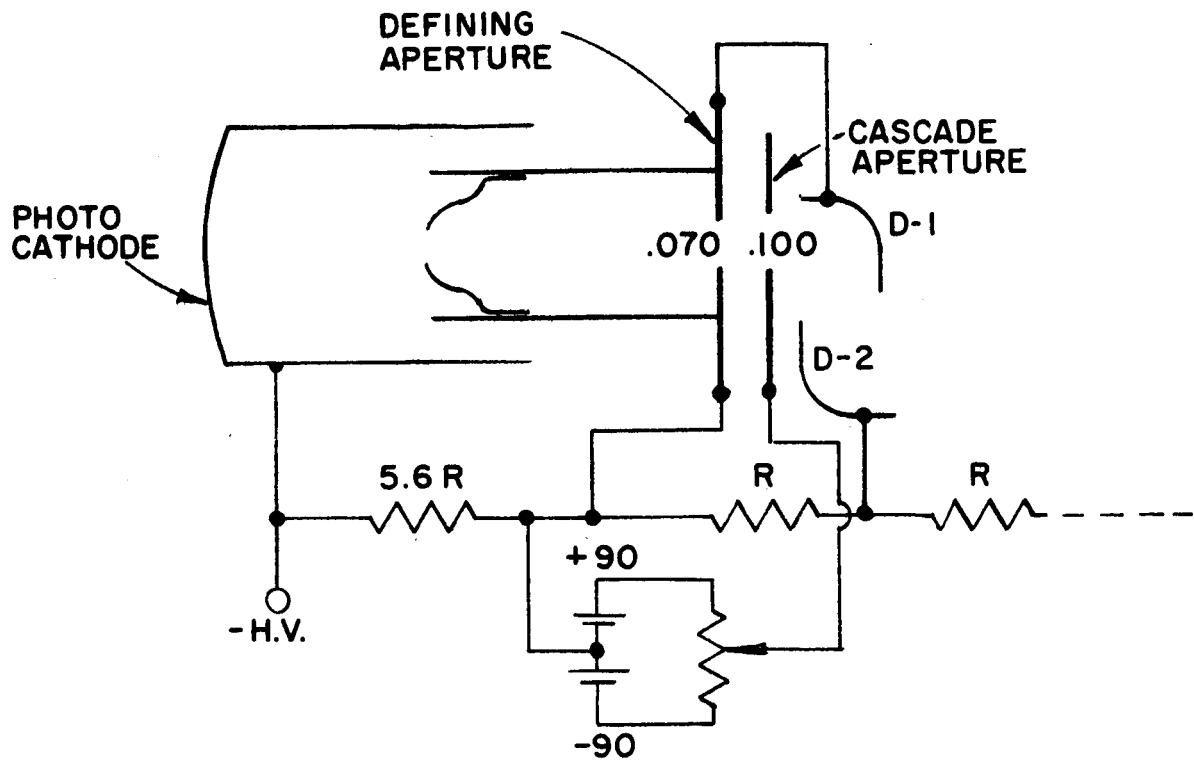 DEFINING
APERTURE
CASCADE
APERTURE
PHOTO
CATHODE
D-1
.070
.100
D-2
5.6 R
R
R
+90
-H.V.
-90